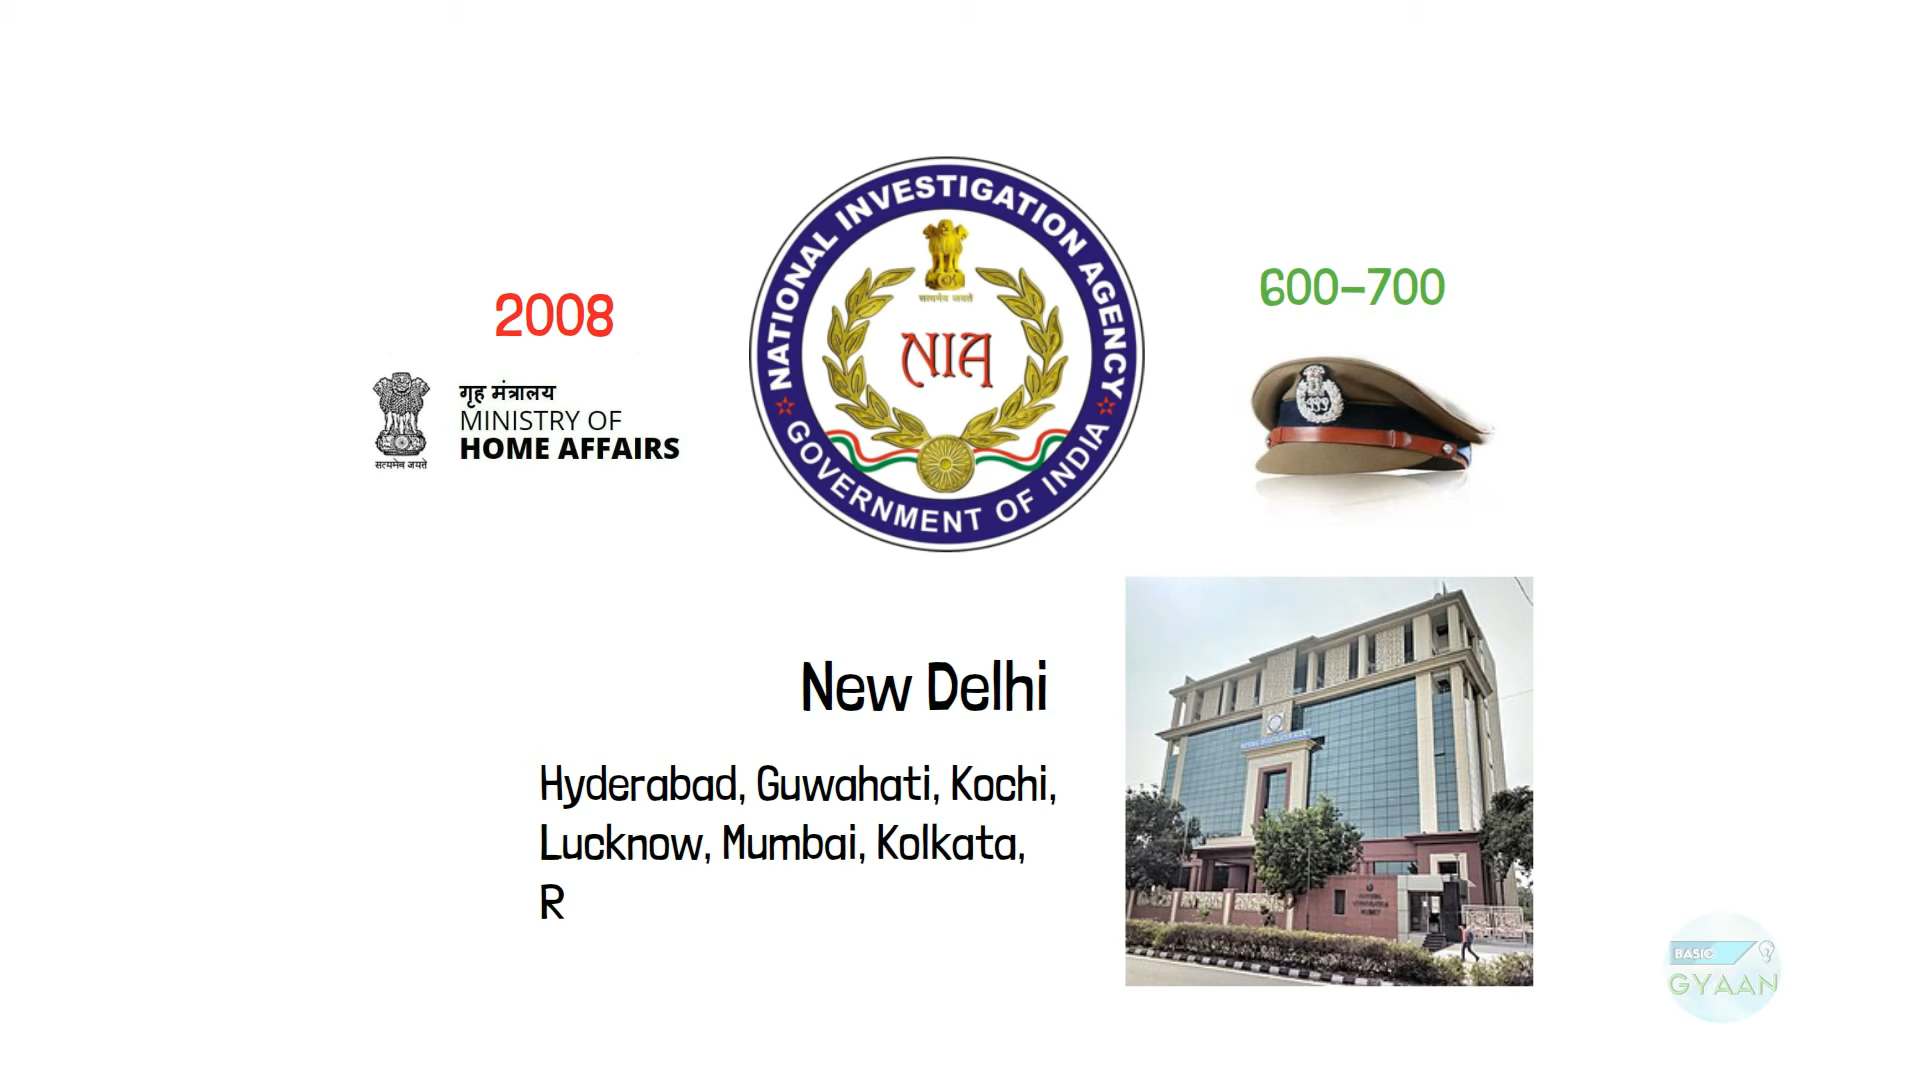 NATIONAL INVESTIGATION AGENCY
GOVERNMENT OF INDIA
सत्यमेव जयते
NIA
2008
गृह मंत्रालय
MINISTRY OF
HOME AFFAIRS
सत्यमेव जयते
600-700
New Delhi
Hyderabad, Guwahati, Kochi,
Lucknow, Mumbai, Kolkata,
R
BASIC
GYAAN